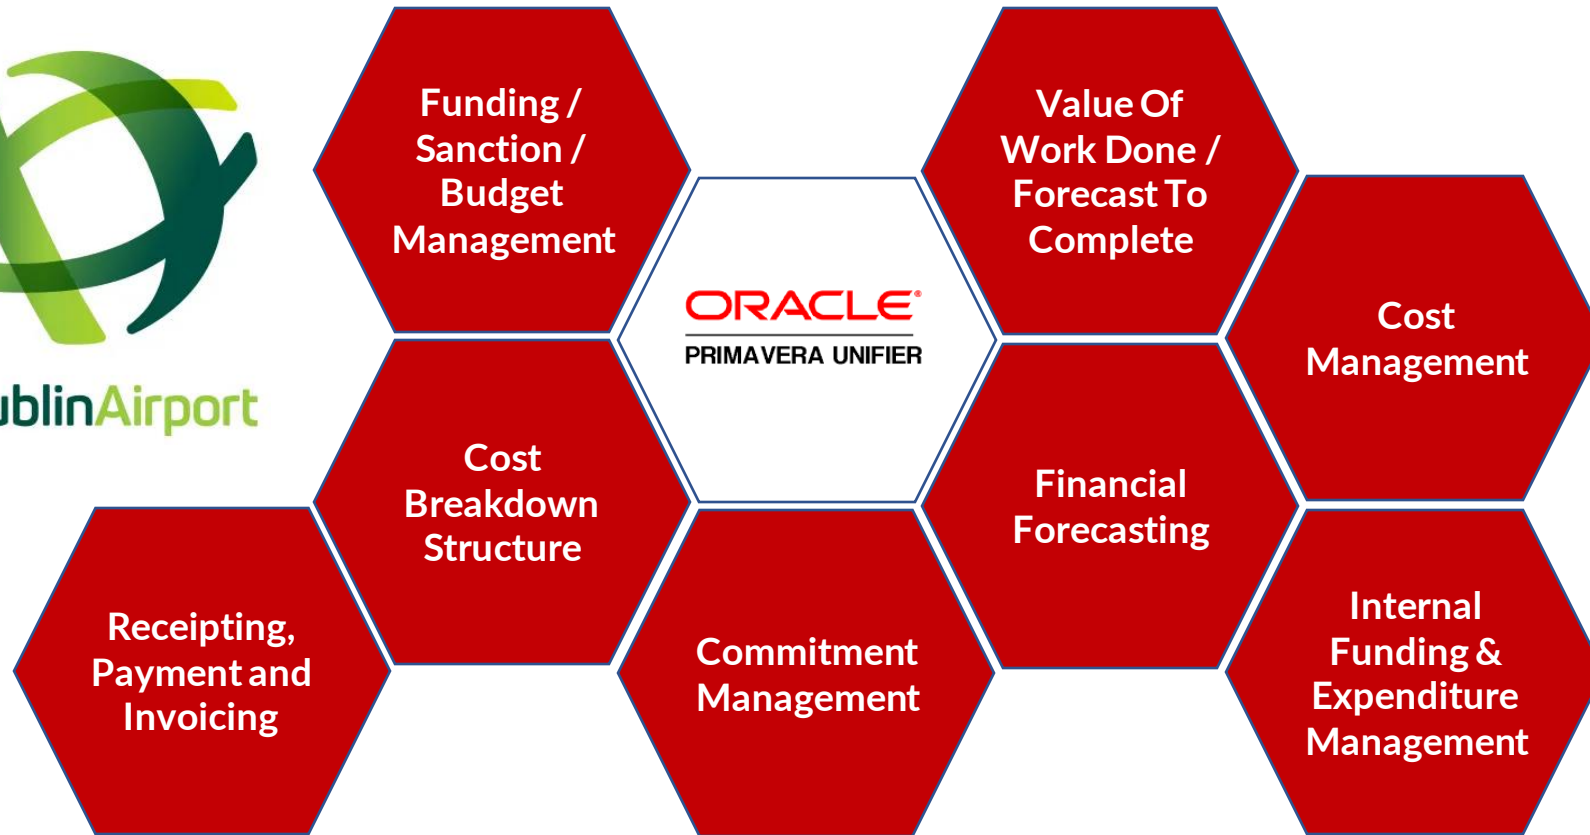 Funding /
Sanction /
Budget
Management
Value Of
Work Done /
Forecast To
Complete
ORACLE®
PRIMAVERA UNIFIER
Cost
Management
ublinAirport
Cost
Breakdown
Structure
Financial
Forecasting
Receipting,
Payment and
Invoicing
Commitment
Management
Internal
Funding &
Expenditure
Management